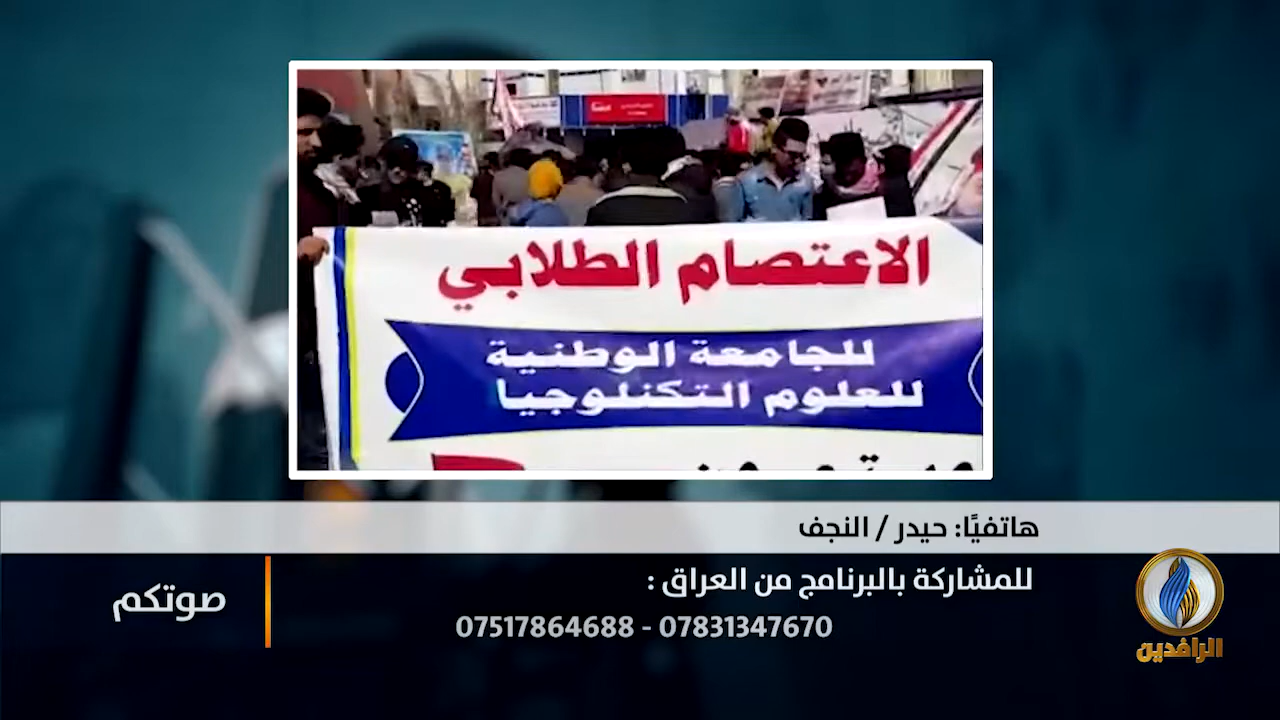 الاعتصام الطلابي
للجامعة الوطنية
للعلوم التكنلوجيا
هاتفيًا: حيدر / النجف
للمشاركة بالبرنامج من العراق :
07517864688 - 07831347670
صوتكم
الرافدين